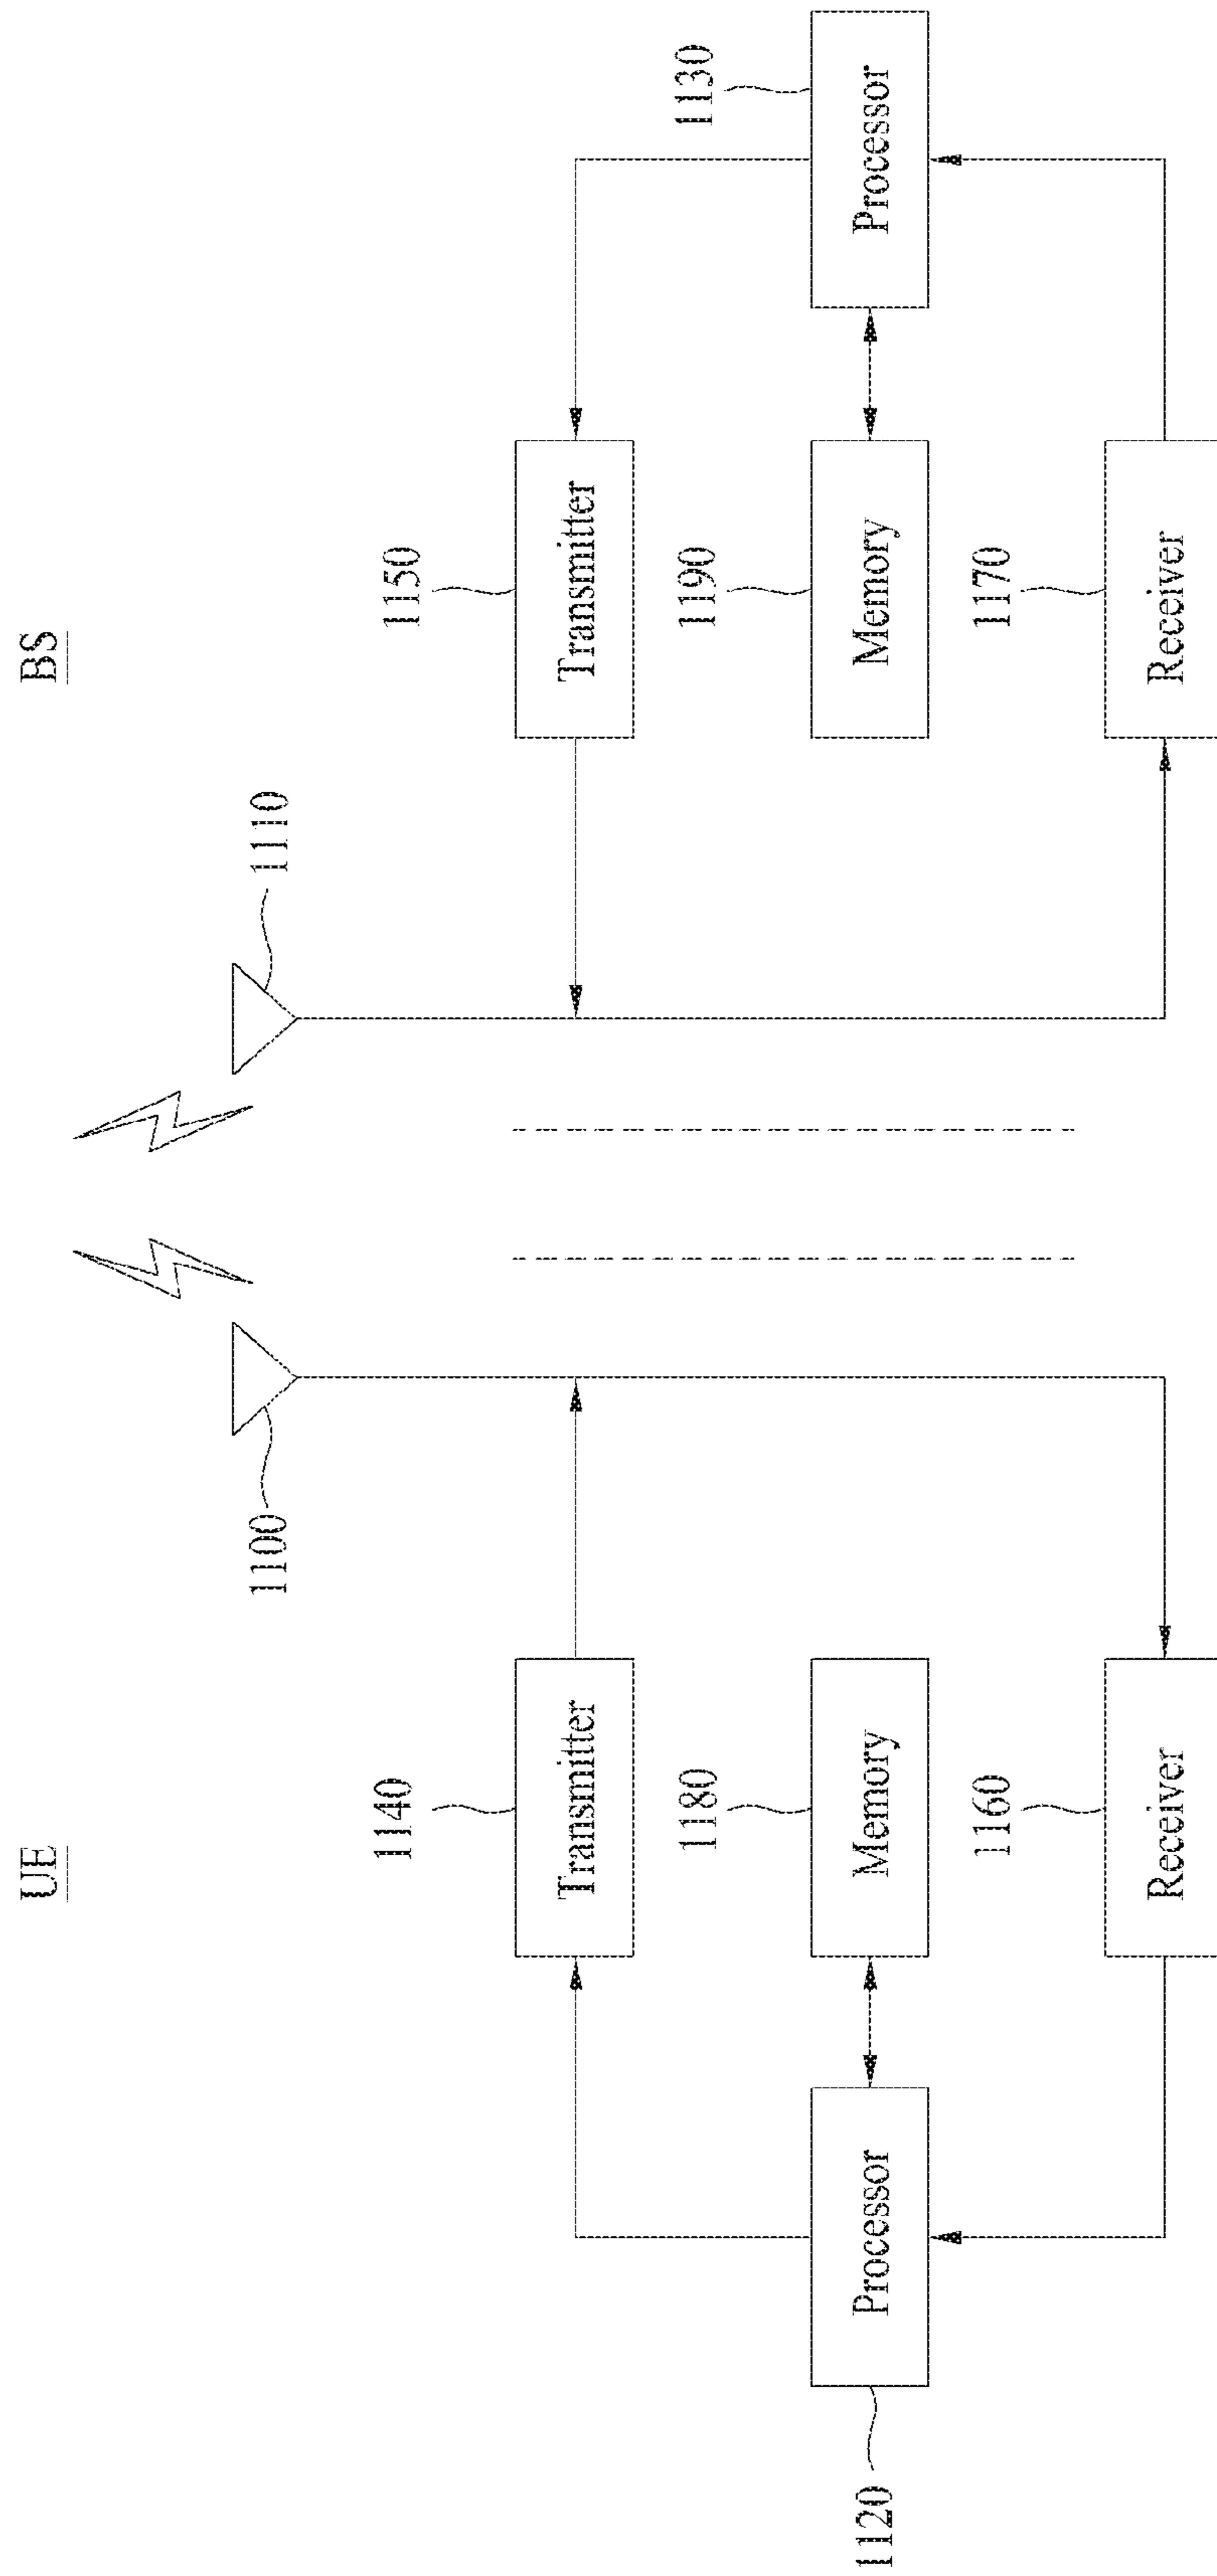 UE
BS
1100
1110
1140
Transmitter
1150
Transmitter
1120
Processor
1180
Memory
1190
Memory
1130
Processor
1160
Receiver
1170
Receiver